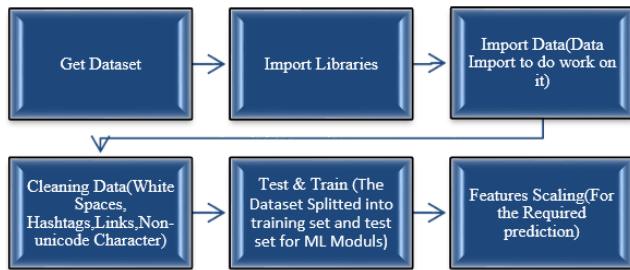 Get Dataset
Import Libraries
Import Data(Data
Import to do work on
it)
Cleaning Data(White
Spaces,
Hashtags,Links,Non-
unicode Character)
Test & Train (The
Dataset Splitted into
training set and test
set for ML Moduls)
Features Scaling(For
the Required
prediction)